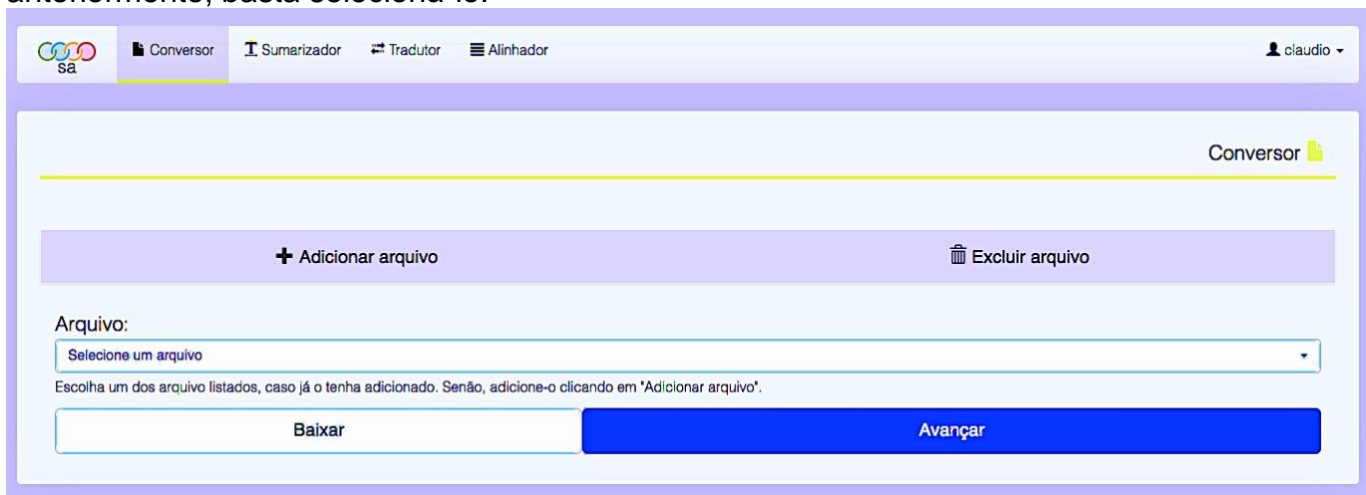 anteriormente, basta selecioná-lo.
sa
Conversor Sumarizador Tradutor Alinhador claudio
Conversor
Adicionar arquivo Excluir arquivo
Arquivo:
Selecione um arquivo
Escolha um dos arquivo listados, caso já o tenha adicionado. Senão, adicione-o clicando em "Adicionar arquivo".
Baixar Avançar